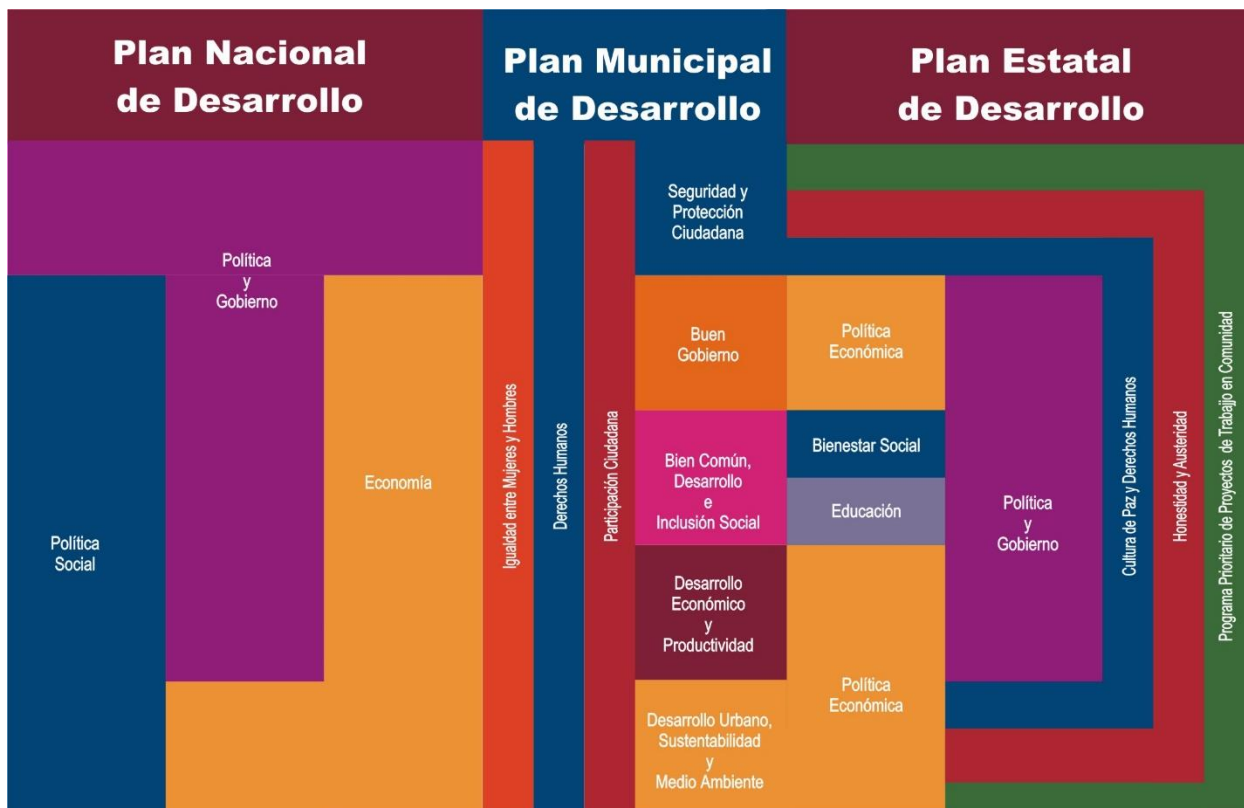 Plan Nacional
de Desarrollo
Plan Municipal
de Desarrollo
Plan Estatal
de Desarrollo
Política
y
Gobierno
Economía
Política
Social
Igualdad entre Mujeres y Hombres
Derechos Humanos
Participación Ciudadana
Seguridad y
Protección
Ciudadana
Buen
Gobierno
Bien Común,
Desarrollo
e
Inclusión Social
Desarrollo
Económico
y
Productividad
Desarrollo Urbano,
Sustentabilidad
y
Medio Ambiente
Política
Económica
Bienestar Social
Educación
Política
Económica
Política
y
Gobierno
Cultura de Paz y Derechos Humanos
Honestidad y Austeridad
Programa Prioritario de Proyectos de Trabajjo en Comunidad